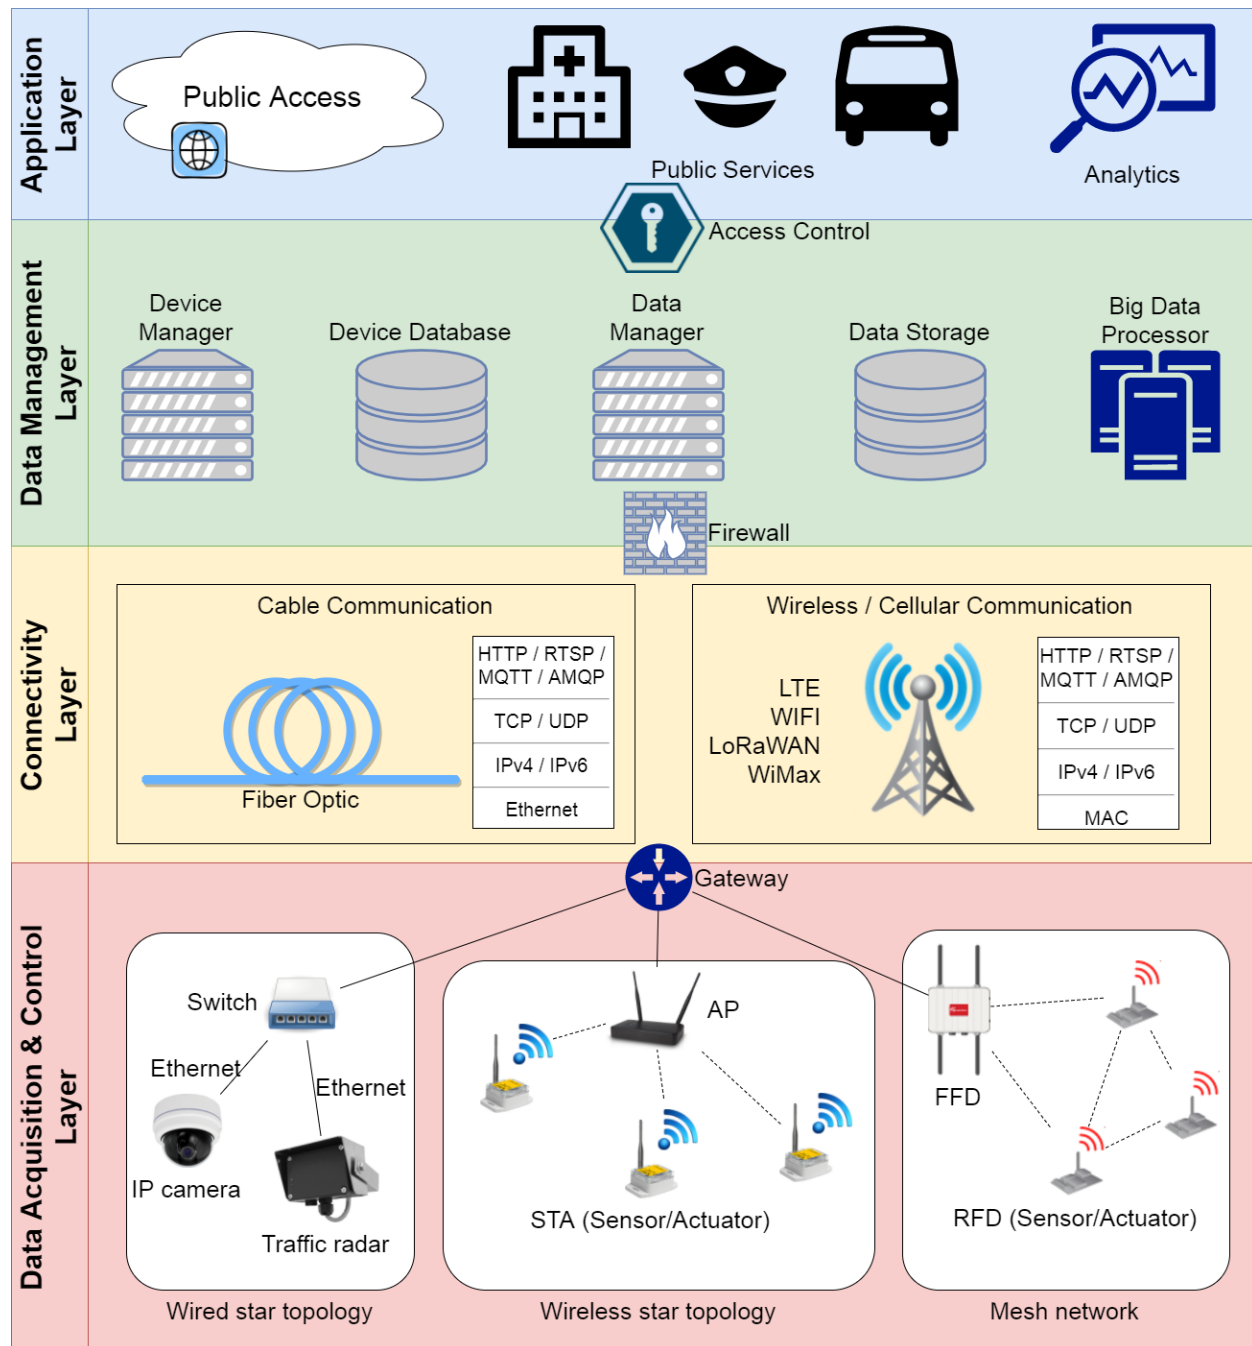 Application
Layer
Public Access
Public Services
Analytics
Access Control
Data Management
Layer
Device
Manager
Device Database
Data
Manager
Data Storage
Big Data
Processor
Firewall
Connectivity
Layer
Cable Communication
Fiber Optic
HTTP / RTSP /
MQTT / AMQP
TCP / UDP
IPv4 / IPv6
Ethernet
Wireless / Cellular Communication
LTE
WIFI
LoRaWAN
WiMax
HTTP / RTSP /
MQTT / AMQP
TCP / UDP
IPv4 / IPv6
MAC
Gateway
Data Acquisition & Control
Layer
Switch
Ethernet
Ethernet
IP camera
Traffic radar
Wired star topology
AP
STA (Sensor/Actuator)
Wireless star topology
FFD
RFD (Sensor/Actuator)
Mesh network